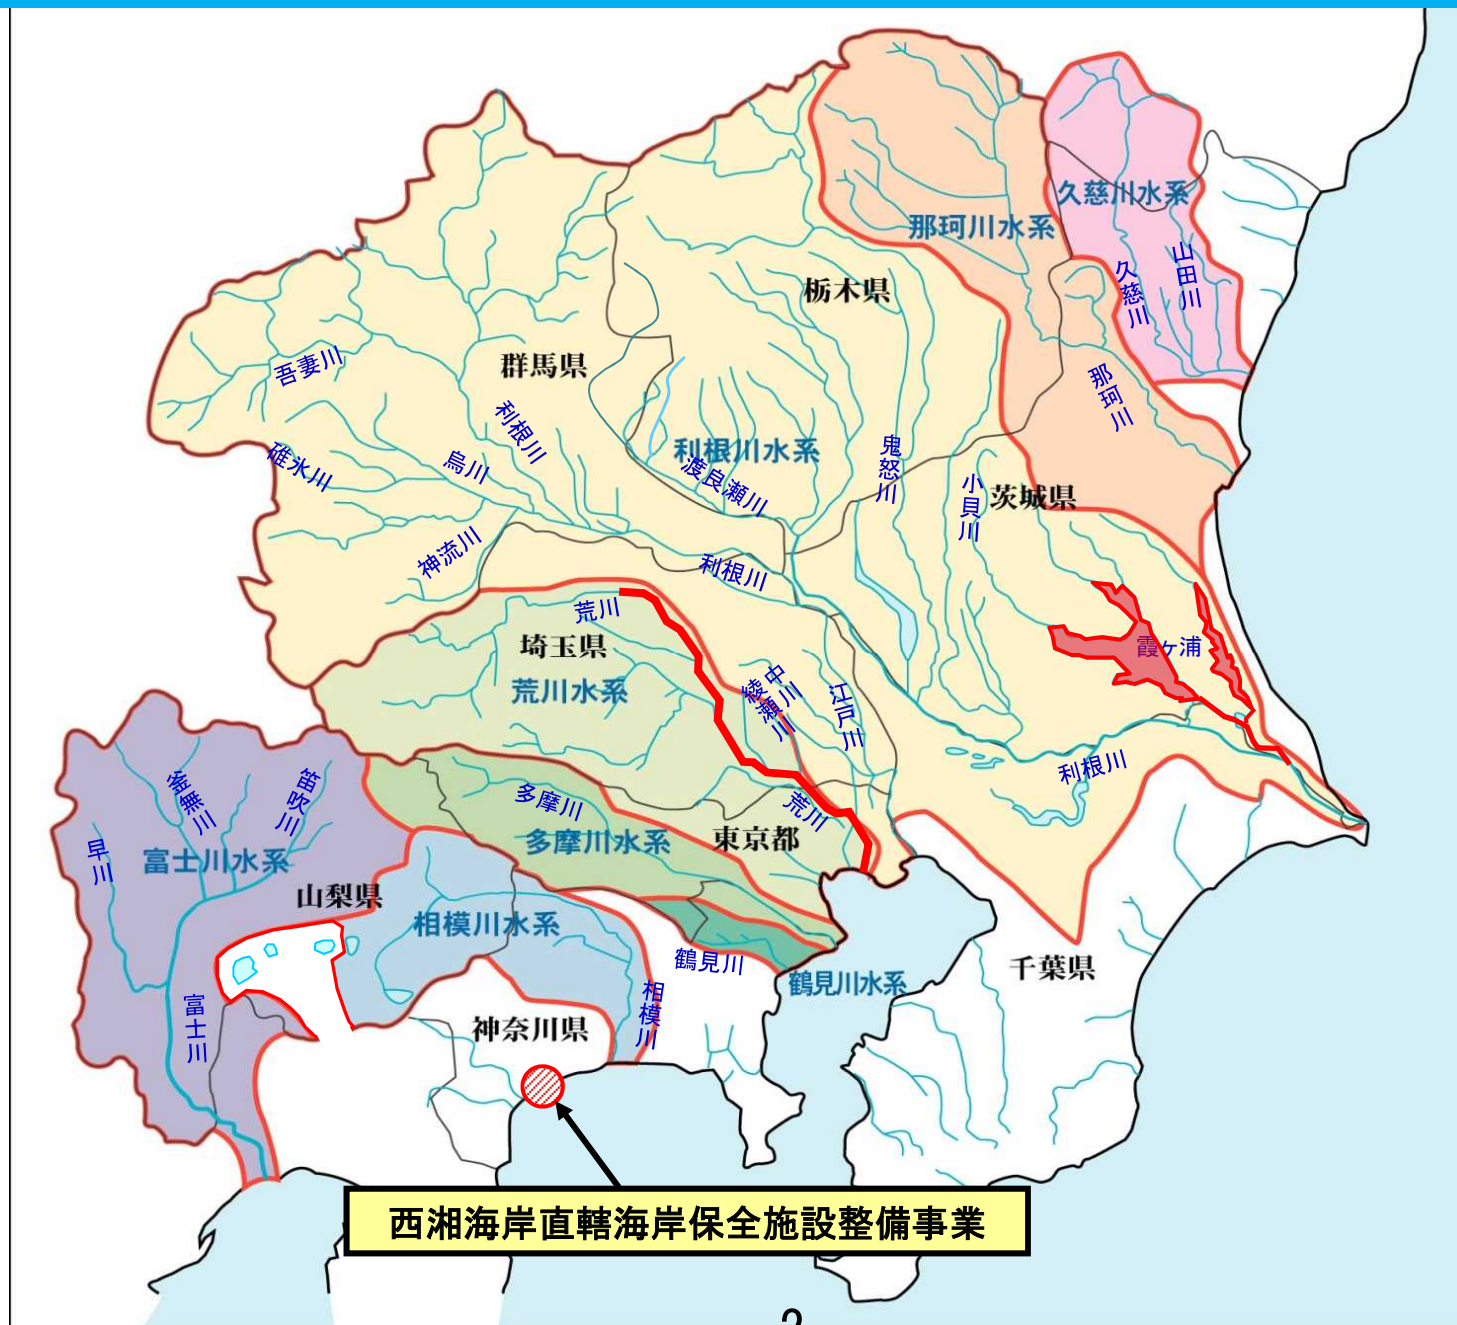 久慈川水系
那珂川水系
山田川
久慈川
栃木県
群馬県
吾妻川
那珂川
利根川
利根川水系
鬼怒川
碓氷川
烏川
渡良瀬川
小貝川
茨城県
神流川
利根川
荒川
埼玉県
霞ヶ浦
荒川水系
綾瀬川
中川
江戸川
利根川
釜無川
笛吹川
多摩川
荒川
早川
富士川水系
多摩川水系
東京都
山梨県
相模川水系
鶴見川
鶴見川水系
千葉県
富士川
相模川
神奈川県
西湘海岸直轄海岸保全施設整備事業